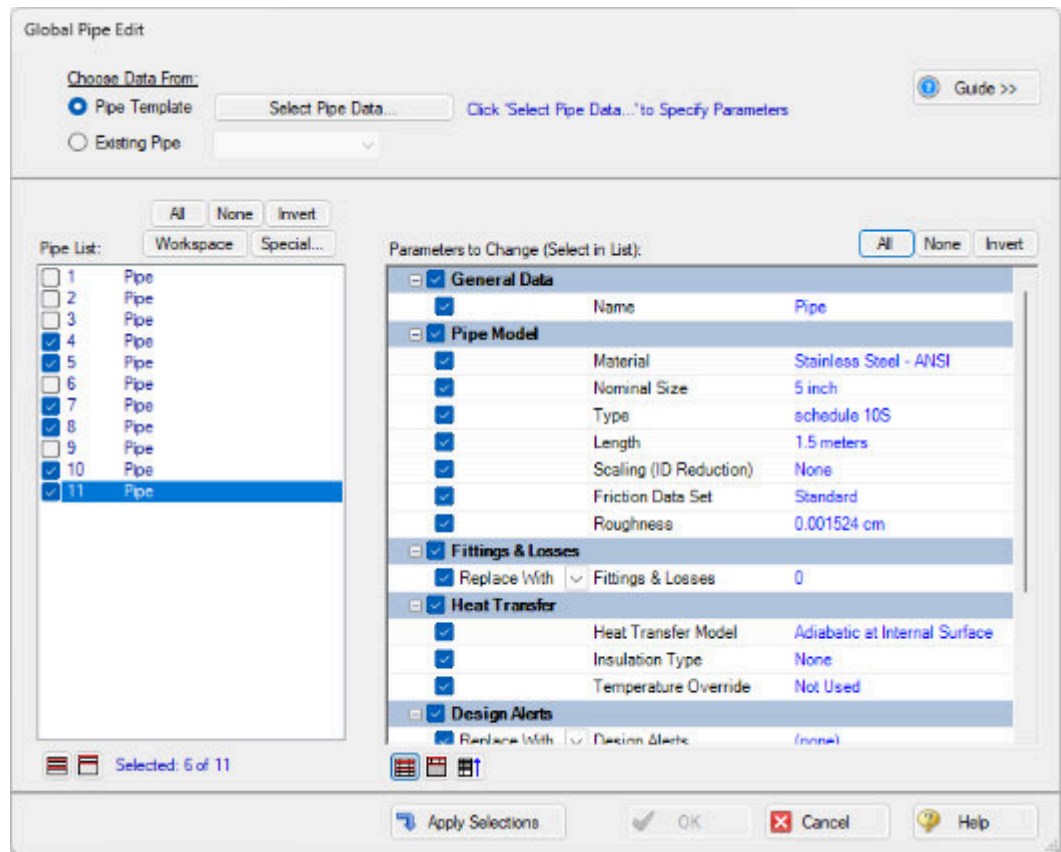 Global Pipe Edit
Choose Data From:
Pipe Template
Select Pipe Data...
Click 'Select Pipe Data...' to Specify Parameters
Guide >>
Existing Pipe
All None Invert
Pipe List: Workspace Special...
1 Pipe
2 Pipe
3 Pipe
4 Pipe
5 Pipe
6 Pipe
7 Pipe
8 Pipe
9 Pipe
10 Pipe
11 Pipe
Selected: 6 of 11
Parameters to Change (Select in List): All None Invert
General Data
Name Pipe
Pipe Model
Material Stainless Steel - ANSI
Nominal Size 5 inch
Type schedule 10S
Length 1.5 meters
Scaling (ID Reduction) None
Friction Data Set Standard
Roughness 0.001524 cm
Fittings & Losses
Replace With Fittings & Losses 0
Heat Transfer
Heat Transfer Model Adiabatic at Internal Surface
Insulation Type None
Temperature Override Not Used
Design Alerts
Replace With Design Alerts (none)
Apply Selections OK Cancel Help